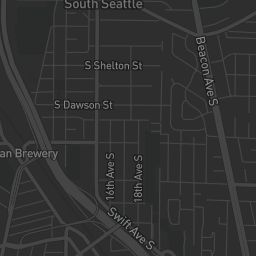 South Seattle
S Shelton St
Beacon Ave S
S Dawson St
an Brewery
16th Ave S
18th Ave S
Swift Ave S